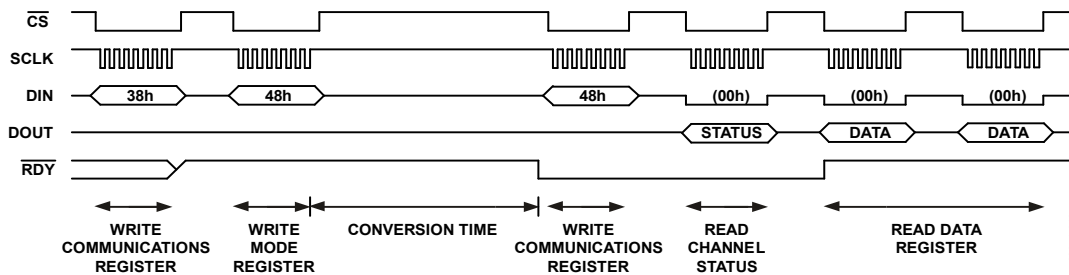 CS
SCLK
DIN 38h 48h 48h (00h) (00h) (00h)
DOUT STATUS DATA DATA
RDY
WRITE
COMMUNICATIONS
REGISTER
WRITE
MODE
REGISTER
CONVERSION TIME
WRITE
COMMUNICATIONS
REGISTER
READ
CHANNEL
STATUS
READ DATA
REGISTER